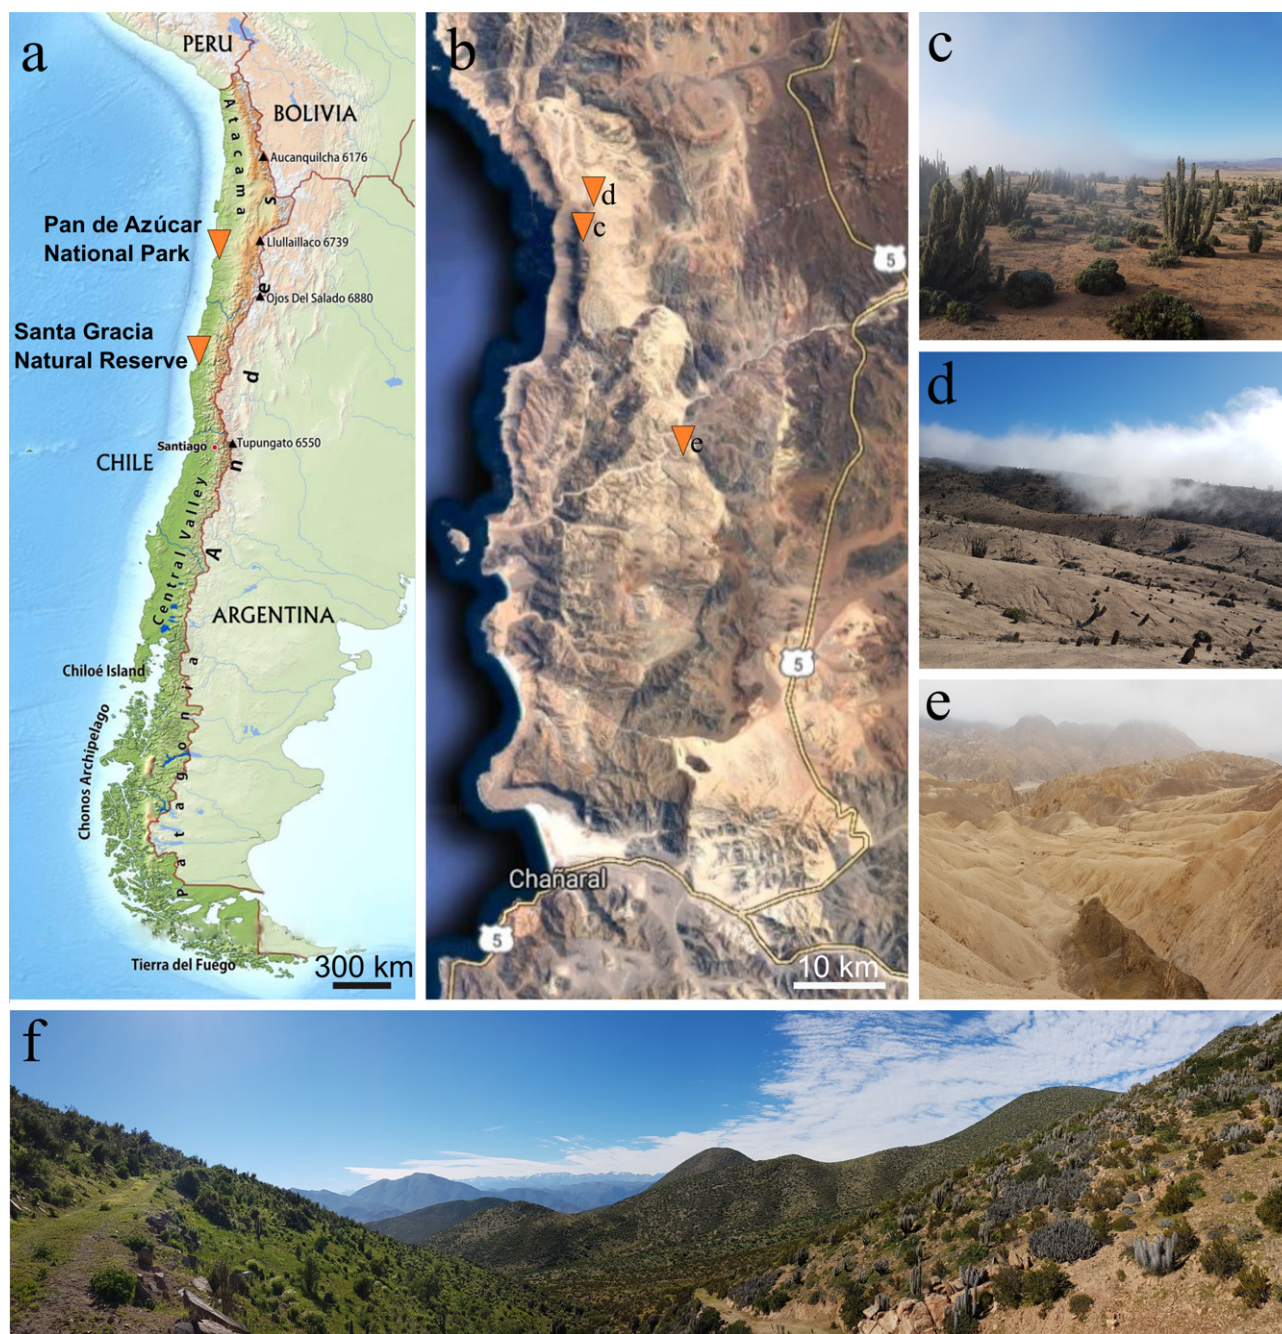 a
PERU
BOLIVIA
Atacama
Aucanquilcha 6176
Pan de Azúcar
National Park
Llullaillaco 6739
Ojos Del Salado 6880
Santa Gracia
Natural Reserve
Santiago
Tupungato 6550
CHILE
Andes
Central Valley
ARGENTINA
Chiloé Island
Chonos Archipelago
Patagonia
Tierra del Fuego
300 km
b
d
c
5
e
5
Chañaral
5
10 km
c
d
e
f